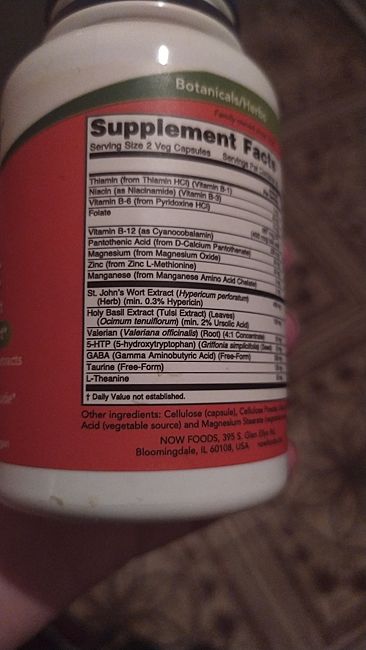 Botanicals/Herbs
Family owned
Supplement Facts
Serving Size 2 Veg Capsules Servings Per
Thiamin (from Thiamin HCl) (Vitamin B-1)
Niacin (as Niacinamide) (Vitamin B-3)
Vitamin B-6 (from Pyridoxine HCl)
Folate
Vitamin B-12 (as Cyanocobalamin)
Pantothenic Acid (from D-Calcium Pantothenate)
Magnesium (from Magnesium Oxide)
Zinc (from Zinc L-Methionine)
Manganese (from Manganese Amino Acid Chelate)
St. John's Wort Extract (Hypericum perforatum)
(Herb) (min. 0.3% Hypericin)
Holy Basil Extract (Tulsi Extract) (Leaves)
(Ocimum tenuiflorum) (min. 2% Ursolic Acid)
Valerian (Valeriana officinalis) (Root) (4:1 Concentrate)
5-HTP (5-hydroxytryptophan) (Griffonia simplicifolia) (Seed)
GABA (Gamma Aminobutyric Acid) (Free-Form)
Taurine (Free-Form)
L-Theanine
† Daily Value not established.
Other ingredients: Cellulose (capsule), Cellulose Powder,
Acid (vegetable source) and Magnesium Stearate
NOW FOODS, 395 S. Glen Ellyn Rd.
Bloomingdale, IL 60108, USA